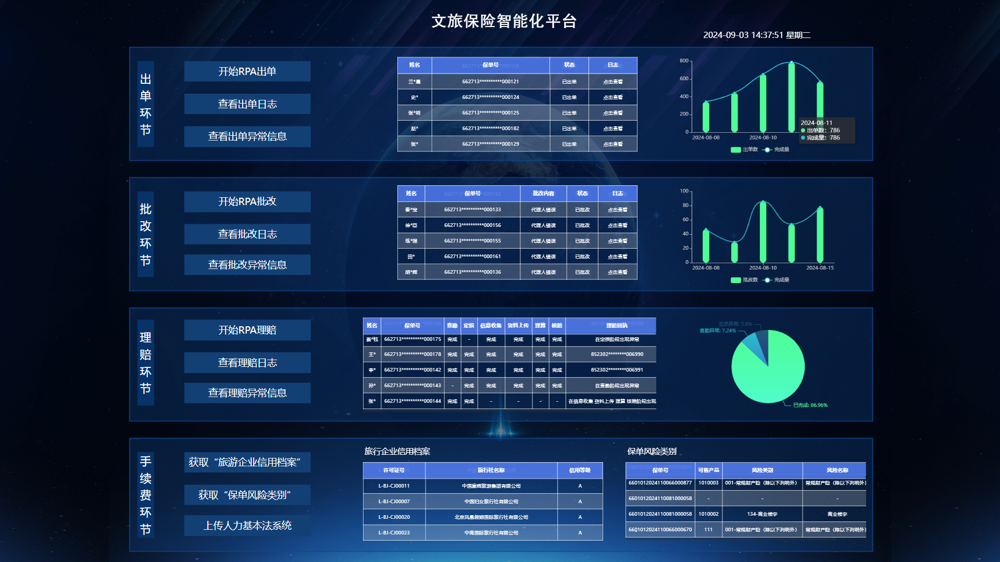 文旅保险智能化平台
2024-09-03 14:37:51 星期二
出单环节
开始RPA出单
查看出单日志
查看出单异常信息
姓名 保单号 状态 日志
兰*晨 662713**********000121 已出单 点击查看
史* 662713**********000124 已出单 点击查看
张*明 662713**********000125 已出单 点击查看
赵* 662713**********000182 已出单 点击查看
张* 662713**********000129 已出单 点击查看
800
600
400
200
0
2024-08-08 2024-08-10
2024-08-11
出单数: 786
完成量: 786
出单数 完成量
批改环节
开始RPA批改
查看批改日志
查看批改异常信息
姓名 保单号 批改内容 状态 日志
秦*宝 662713**********000133 代理人错误 已批改 点击查看
徐*臣 662713**********000156 代理人错误 已批改 点击查看
练*强 662713**********000155 代理人错误 已批改 点击查看
田* 662713**********000161 代理人错误 已批改 点击查看
胡*辉 662713**********000136 代理人错误 已批改 点击查看
100
80
60
40
20
0
2024-08-08 2024-08-10 2024-08-15
批改数 完成量
理赔环节
开始RPA理赔
查看理赔日志
查看理赔异常信息
姓名 保单号 查勘 定损 信息收集 资料上传 理算 核赔 理赔回执
崔*钰 662713**********000175 完成 - 完成 完成 完成 完成 在定损阶段出现异常
王* 662713**********000178 完成 完成 完成 完成 完成 完成 852302********006990
李* 662713**********000142 完成 完成 完成 完成 完成 完成 852302********006991
孙* 662713**********000143 - 完成 完成 完成 完成 完成 在查勘阶段出现异常
张* 662713**********000144 完成 完成 - - - - 在信息收集 资料上传 理算 核赔阶段出现
定损异常: 5.8%
查勘异常: 7.24%
已完成: 86.96%
手续费环节
获取“旅游企业信用档案”
获取“保单风险类别”
上传人力基本法系统
旅行企业信用档案
许可证号 旅行社名称 信用等级
L-BJ-CJ00011 中国康辉旅游集团有限公司 A
L-BJ-CJ00007 中国妇女旅行社有限公司 A
L-BJ-CJ00020 北京凤凰假期国际旅行社有限公司 A
L-BJ-CJ00023 中商国际旅行社有限公司 A
保单风险类别
保单号 可售产品 风险类别 风险名称
6601012024110066000877 1010003 001-常规财产险（除以下列明外） 常规财产险（除以下列明外）
6601012024110081000058 - - -
6601012024110081000058 1010002 134-商业楼宇 商业楼宇
6601012024110066000670 111 001-常规财产险（除以下列明外） 常规财产险（除以下列明外）